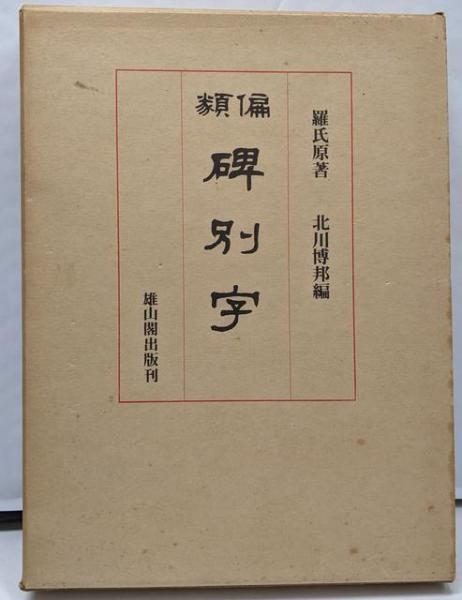 羅氏原著 北川博邦編
偏類
碑別字
雄山閣出版刊